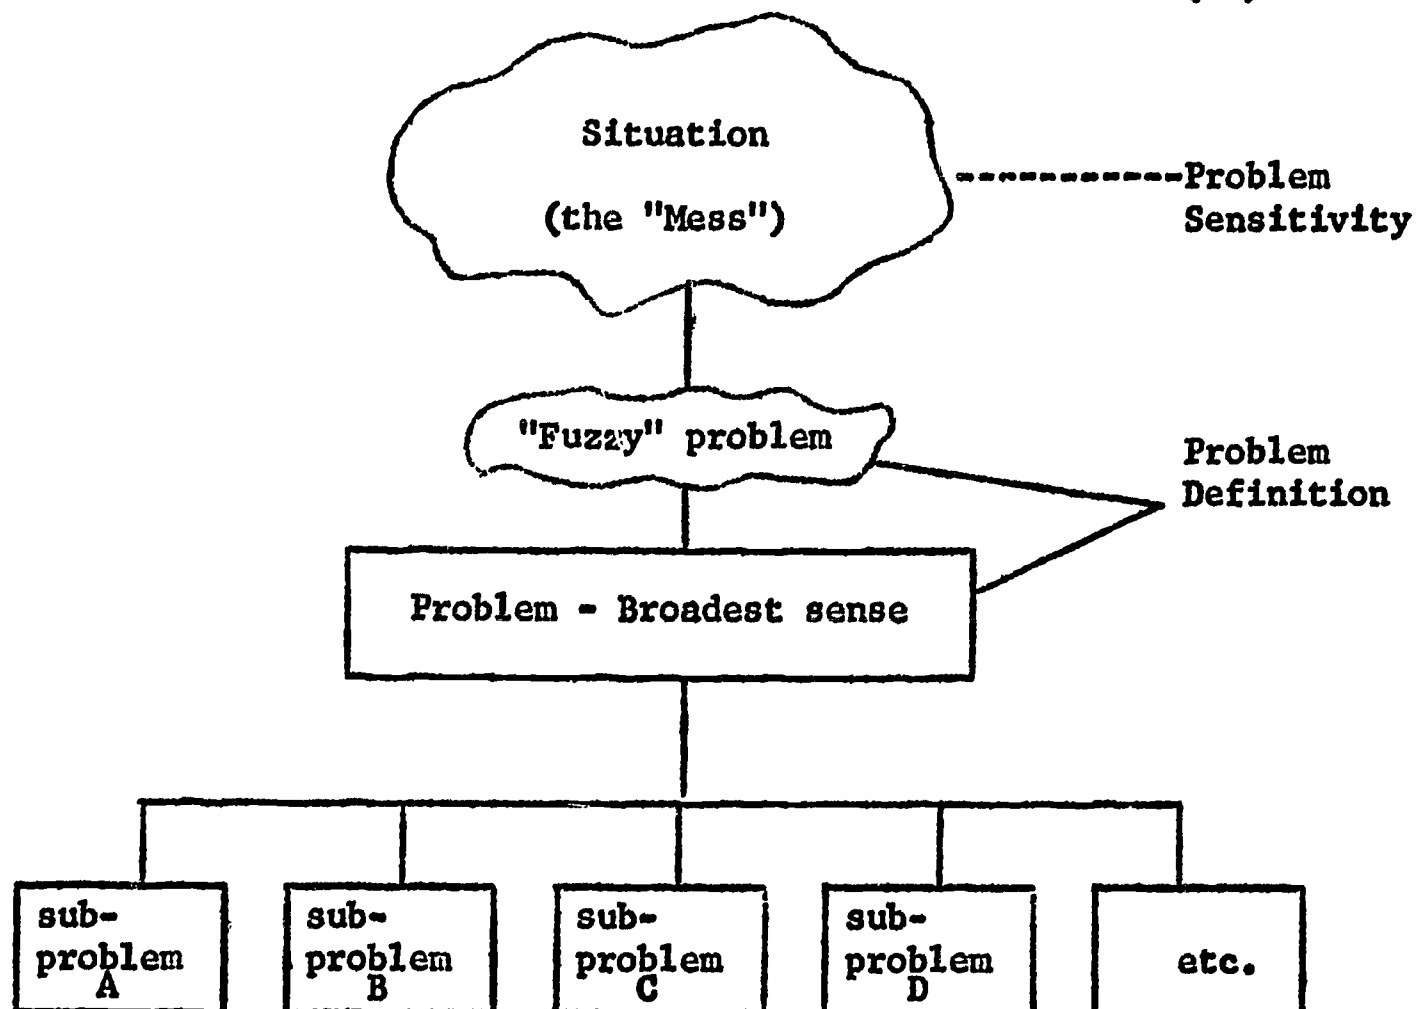 Situation
(the "Mess")
Problem
Sensitivity
"Fuzzy" problem
Problem
Definition
Problem - Broadest sense
sub-
problem
A
sub-
problem
B
sub-
problem
C
sub-
problem
D
etc.